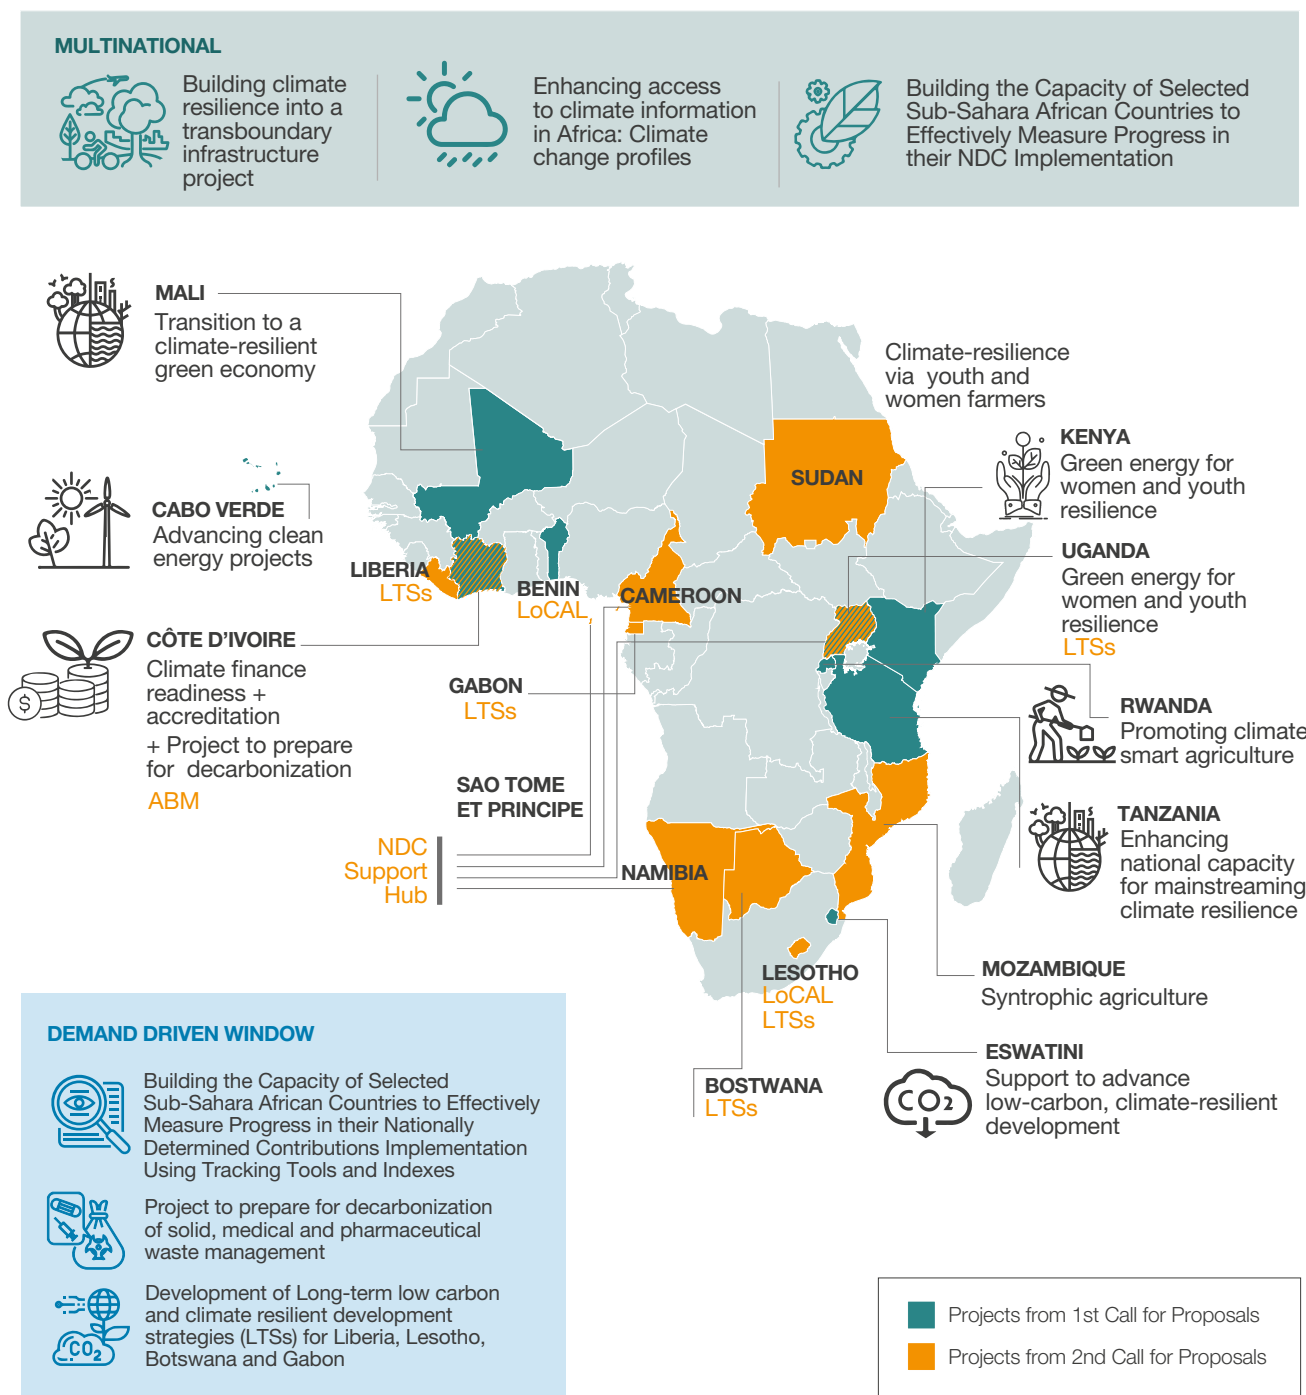 MULTINATIONAL
Building climate
resilience into a
transboundary
infrastructure
project
Enhancing access
to climate information
in Africa: Climate
change profiles
Building the Capacity of Selected
Sub-Sahara African Countries to
Effectively Measure Progress in
their NDC Implementation
MALI
Transition to a
climate-resilient
green economy
CABO VERDE
Advancing clean
energy projects
CÔTE D'IVOIRE
Climate finance
readiness +
accreditation
+ Project to prepare
for decarbonization
ABM
$
LIBERIA
LTSs
BENIN
LoCAL
CAMEROON
GABON
LTSs
SAO TOME
ET PRINCIPE
NDC
Support
Hub
NAMIBIA
SUDAN
Climate-resilience
via youth and
women farmers
KENYA
Green energy for
women and youth
resilience
UGANDA
Green energy for
women and youth
resilience
LTSs
RWANDA
Promoting climate
smart agriculture
TANZANIA
Enhancing
national capacity
for mainstreaming
climate resilience
MOZAMBIQUE
Syntrophic agriculture
LESOTHO
LoCAL
LTSs
BOSTWANA
LTSs
ESWATINI
Support to advance
low-carbon, climate-resilient
development
CO2
DEMAND DRIVEN WINDOW
Building the Capacity of Selected
Sub-Sahara African Countries to Effectively
Measure Progress in their Nationally
Determined Contributions Implementation
Using Tracking Tools and Indexes
Project to prepare for decarbonization
of solid, medical and pharmaceutical
waste management
Development of Long-term low carbon
and climate resilient development
strategies (LTSs) for Liberia, Lesotho,
Botswana and Gabon
CO2
Projects from 1st Call for Proposals
Projects from 2nd Call for Proposals